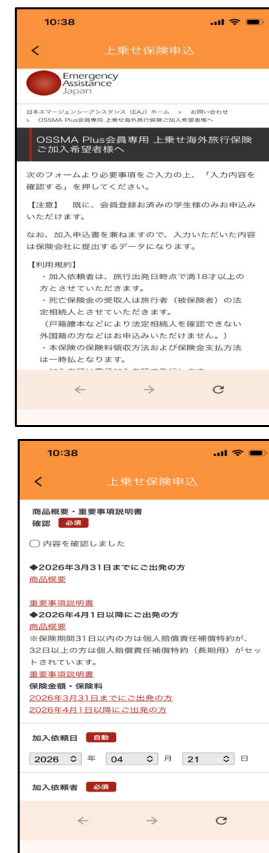 10:38
上乗せ保険申込
Emergency
Assistance
Japan
日本エマージェンシーアシスタンス（EAJ）ホーム > お問い合わせ
> OSSMA Plus会員専用 上乗せ海外旅行保険ご加入希望者様へ
OSSMA Plus会員専用 上乗せ海外旅行保険
ご加入希望者様へ
次のフォームより必要事項をご入力の上、「入力内容を
確認する」を押してください。
【注意】 既に、会員登録お済みの学生様のみお申込み
いただけます。
なお、加入申込書を兼ねますので、入力いただいた内容
は保険会社に提出するデータになります。
【利用規約】
・加入依頼者は、旅行出発日時点で満18才以上の
方とさせていただきます。
・死亡保険金の受取人は旅行者（被保険者）の法
定相続人とさせていただきます。
（戸籍謄本などにより法定相続人を確認できない
外国籍の方などはお申込みいただけません。）
・本保険の保険料領収方法および保険金支払方法
は一時払となります。
10:38
上乗せ保険申込
商品概要・重要事項説明書
確認 必須
内容を確認しました
◆2026年3月31日までにご出発の方
商品概要
重要事項説明書
◆2026年4月1日以降にご出発の方
商品概要
※保険期間31日以内の方は個人賠償責任補償特約が、
32日以上の方は個人賠償責任補償特約（長期用）がセッ
トされています。
重要事項説明書
保険金額・保険料
2026年3月31日までにご出発の方
2026年4月1日以降にご出発の方
加入依頼日 自動
2026 年 04 月 21 日
加入依頼者 必須